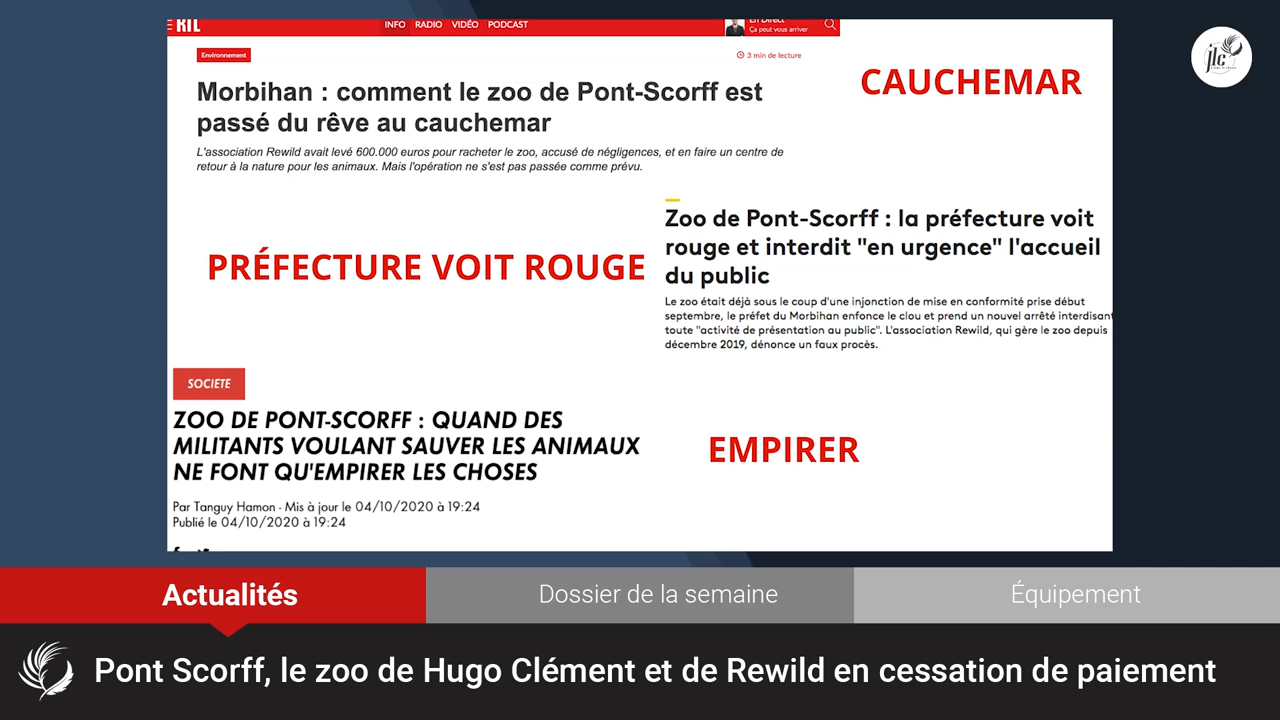 RTL
INFO RADIO VIDÉO PODCAST
En Direct
Ça peut vous arriver
jlc
Environnement
3 min de lecture
CAUCHEMAR
Morbihan : comment le zoo de Pont-Scorff est
passé du rêve au cauchemar
L'association Rewild avait levé 600.000 euros pour racheter le zoo, accusé de négligences, et en faire un centre de
retour à la nature pour les animaux. Mais l'opération ne s'est pas passée comme prévu.
PRÉFECTURE VOIT ROUGE
Zoo de Pont-Scorff : la préfecture voit
rouge et interdit "en urgence" l'accueil
du public
Le zoo était déjà sous le coup d'une injonction de mise en conformité prise début
septembre, le préfet du Morbihan enfonce le clou et prend un nouvel arrêté interdisant
toute "activité de présentation au public". L'association Rewild, qui gère le zoo depuis
décembre 2019, dénonce un faux procès.
SOCIETE
ZOO DE PONT-SCORFF : QUAND DES
MILITANTS VOULANT SAUVER LES ANIMAUX
NE FONT QU'EMPIRER LES CHOSES
EMPIRER
Par Tanguy Hamon - Mis à jour le 04/10/2020 à 19:24
Publié le 04/10/2020 à 19:24
Actualités
Dossier de la semaine
Équipement
Pont Scorff, le zoo de Hugo Clément et de Rewild en cessation de paiement